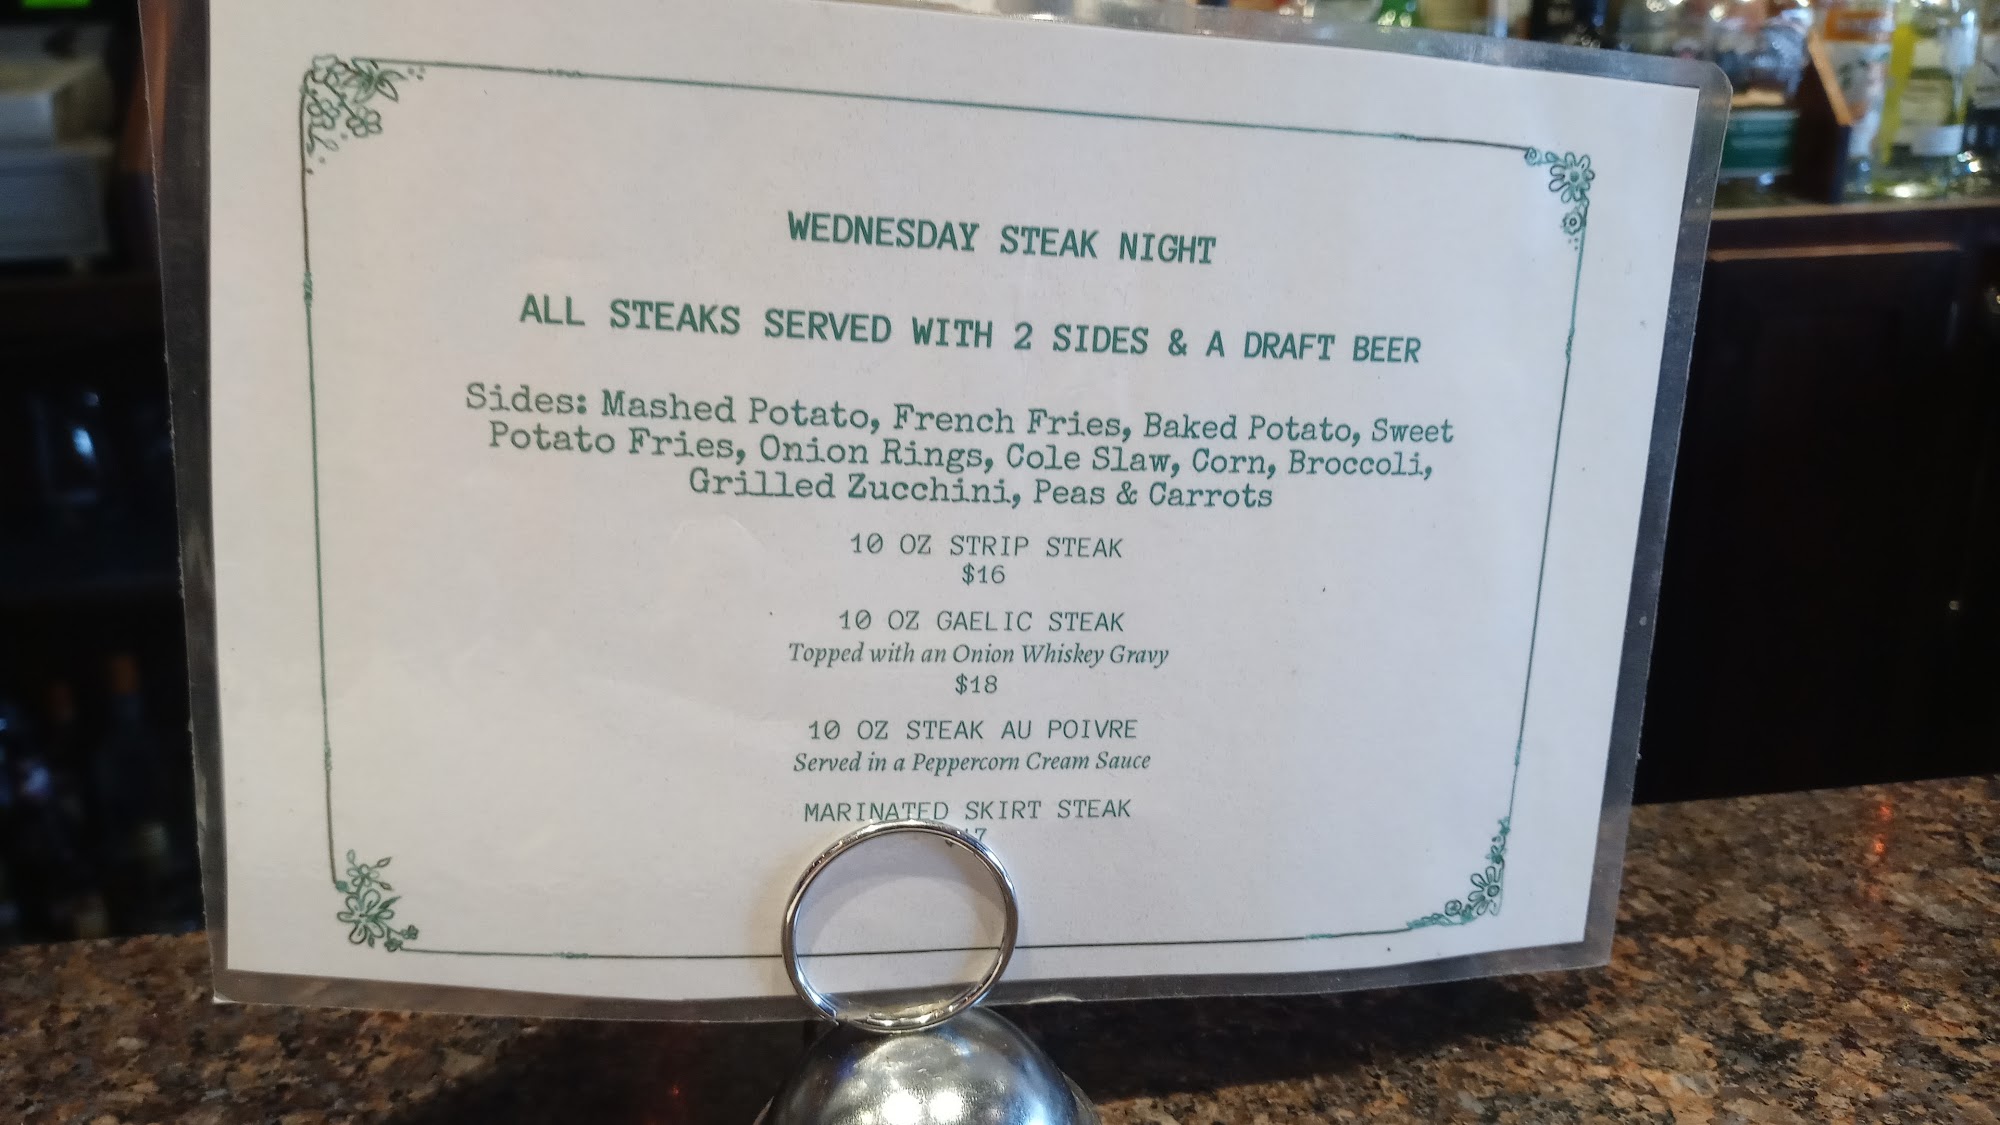 WEDNESDAY STEAK NIGHT
ALL STEAKS SERVED WITH 2 SIDES & A DRAFT BEER
Sides: Mashed Potato, French Fries, Baked Potato, Sweet
Potato Fries, Onion Rings, Cole Slaw, Corn, Broccoli,
Grilled Zucchini, Peas & Carrots
10 OZ STRIP STEAK
$16
10 OZ GAELIC STEAK
Topped with an Onion Whiskey Gravy
$18
10 OZ STEAK AU POIVRE
Served in a Peppercorn Cream Sauce
MARINATED SKIRT STEAK